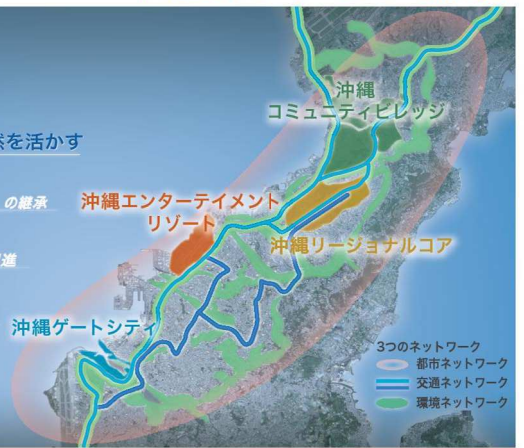 を活かす
の継承
進
沖縄
コミュニティビレッジ
沖縄エンターテイメント
リゾート
沖縄リージョナルコア
沖縄ゲートシティ
3つのネットワーク
都市ネットワーク
交通ネットワーク
環境ネットワーク